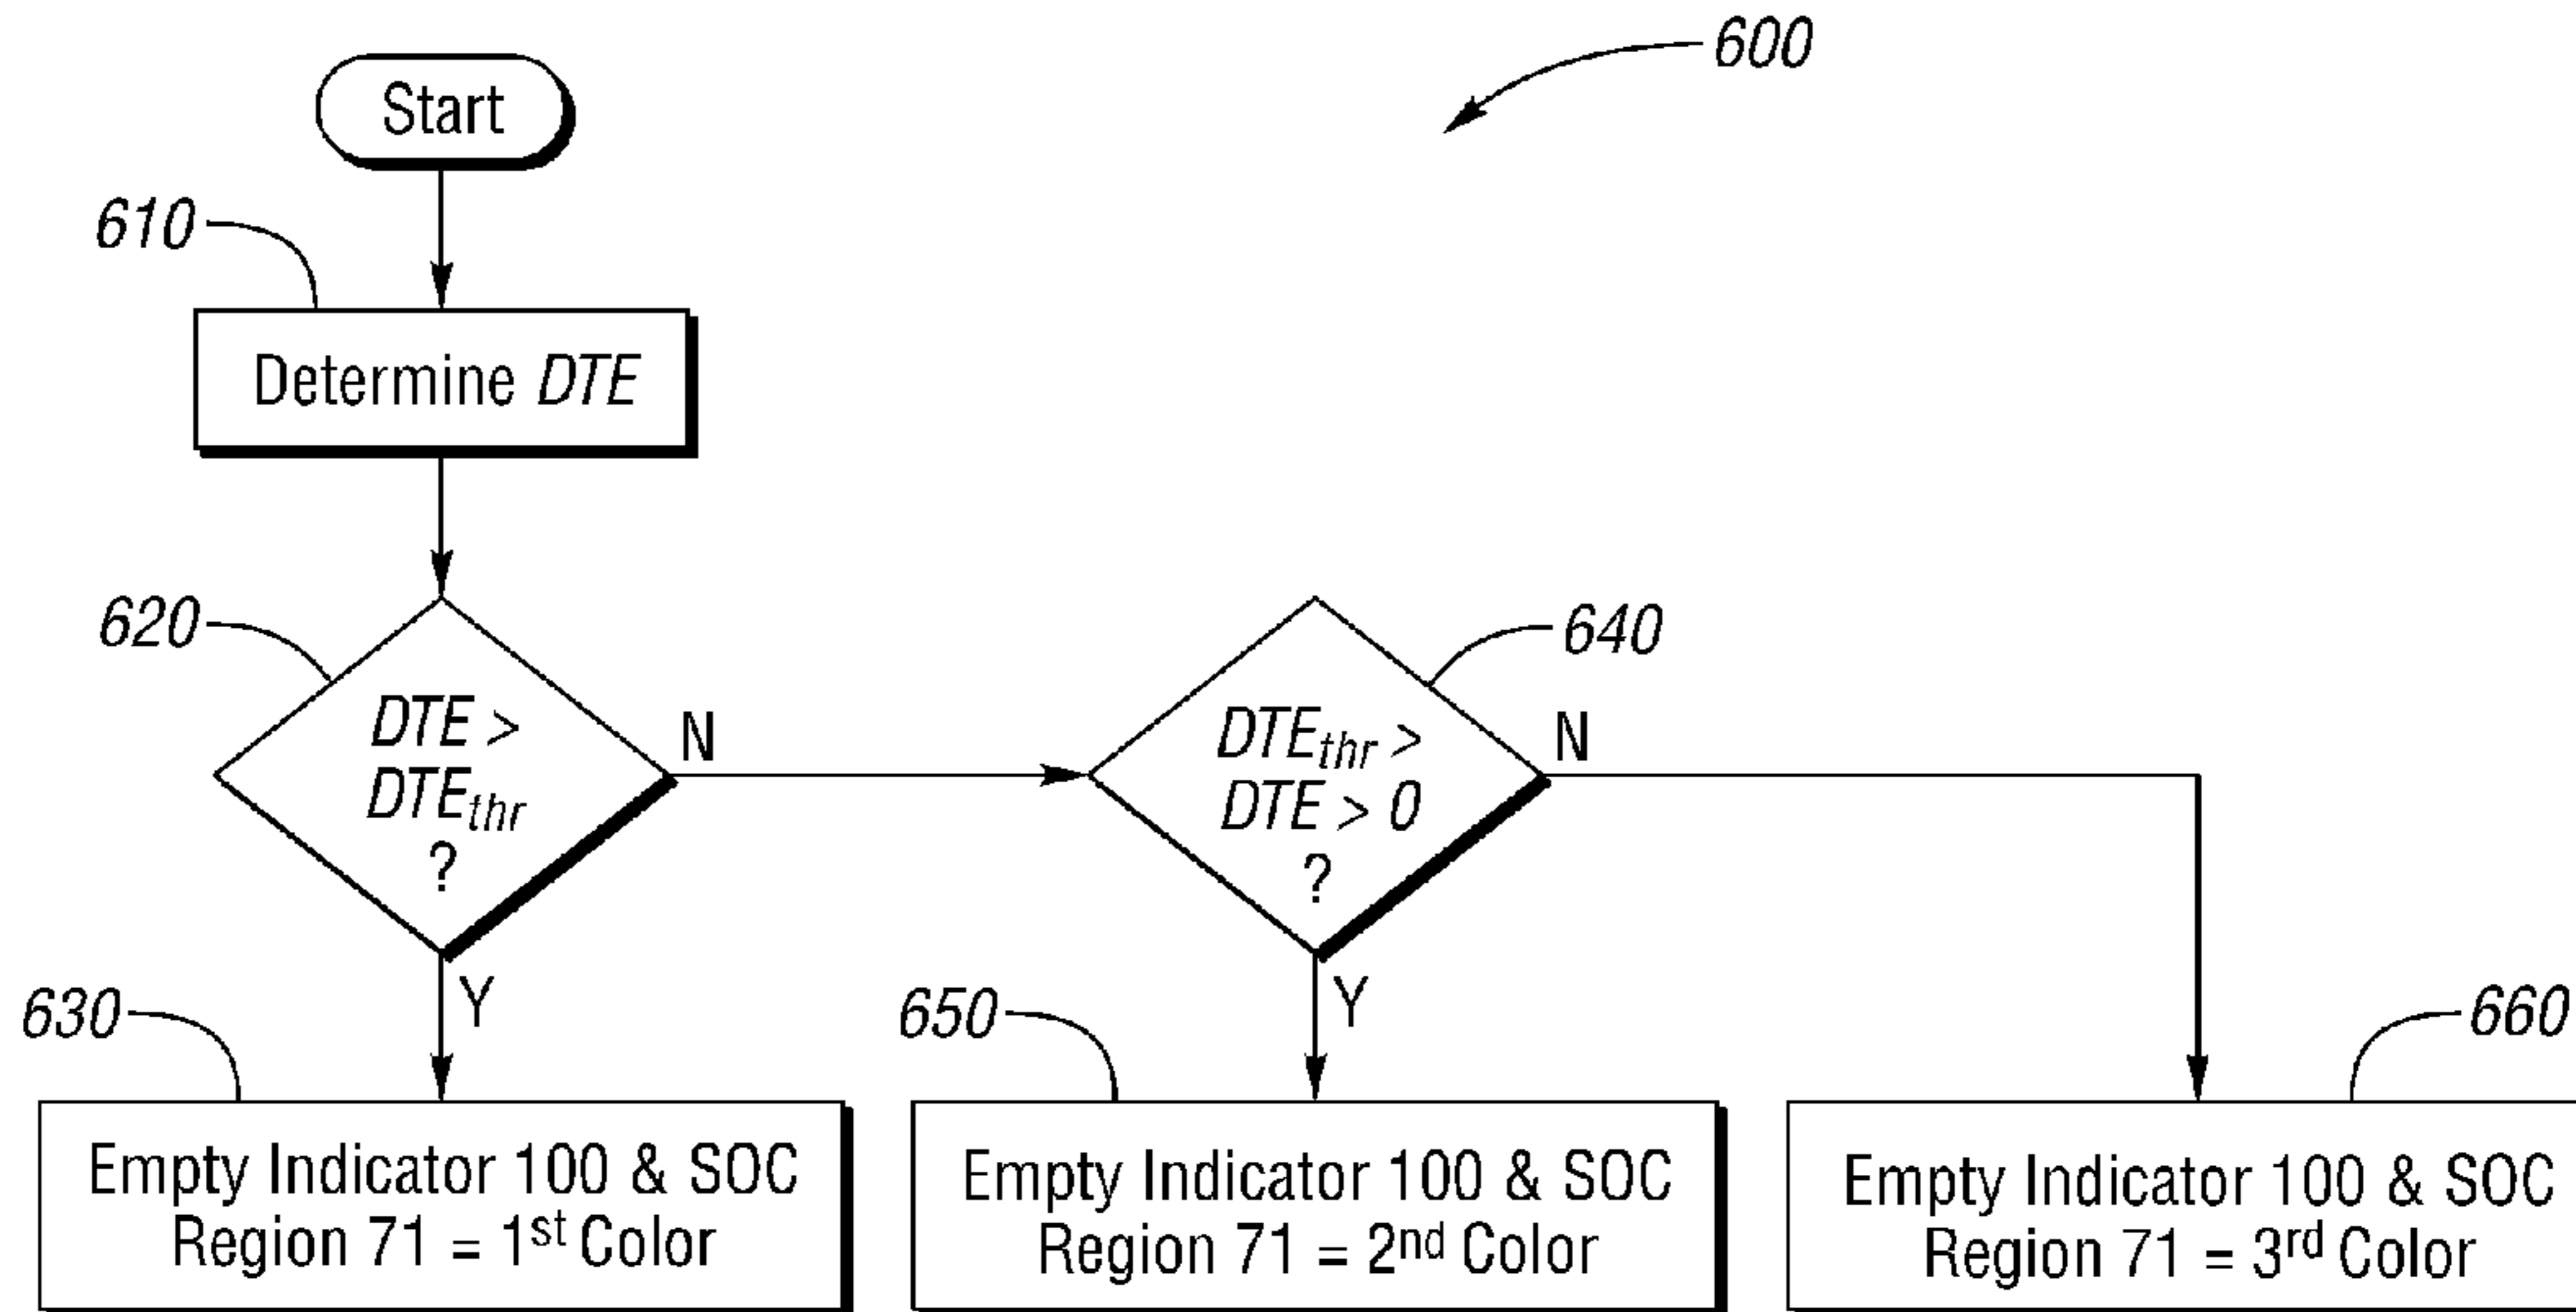 600
Start
610
Determine DTE
620
DTE >
DTEthr
?
N
Y
640
DTEthr >
DTE > 0
?
N
Y
630
Empty Indicator 100 & SOC
Region 71 = 1st Color
650
Empty Indicator 100 & SOC
Region 71 = 2nd Color
660
Empty Indicator 100 & SOC
Region 71 = 3rd Color